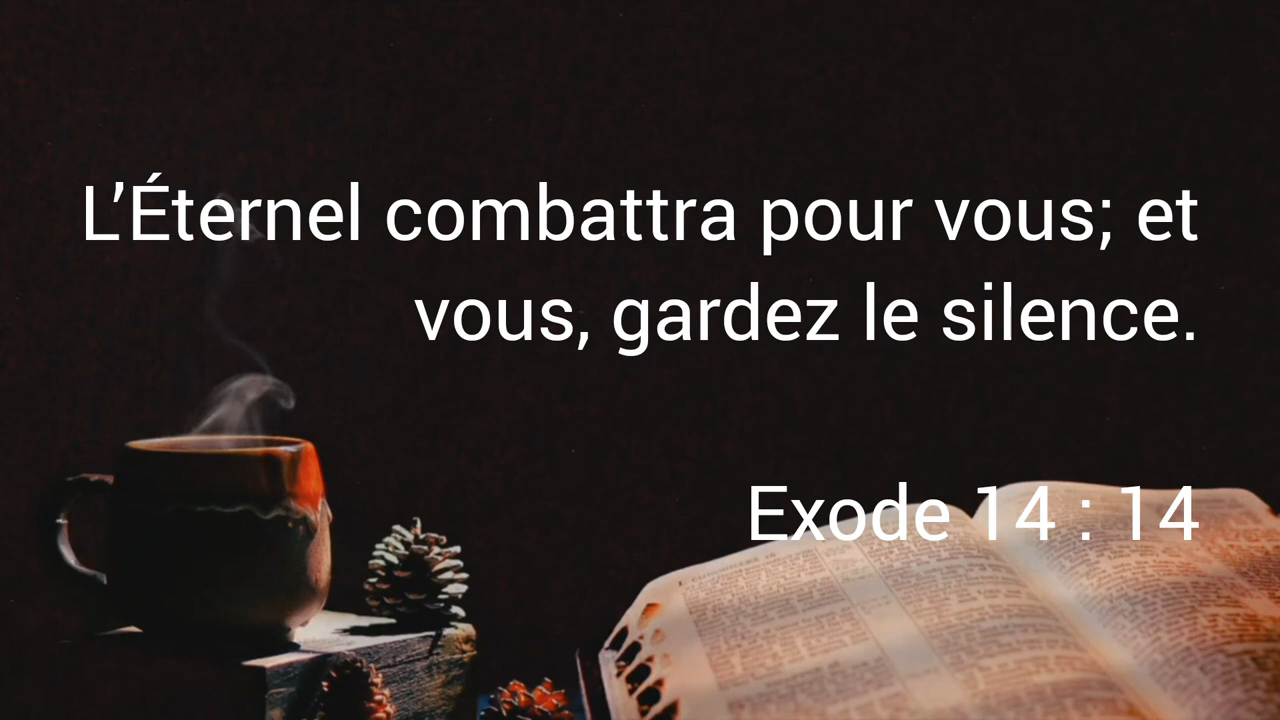 L’Éternel combattra pour vous; et
vous, gardez le silence.
Exode 14 : 14